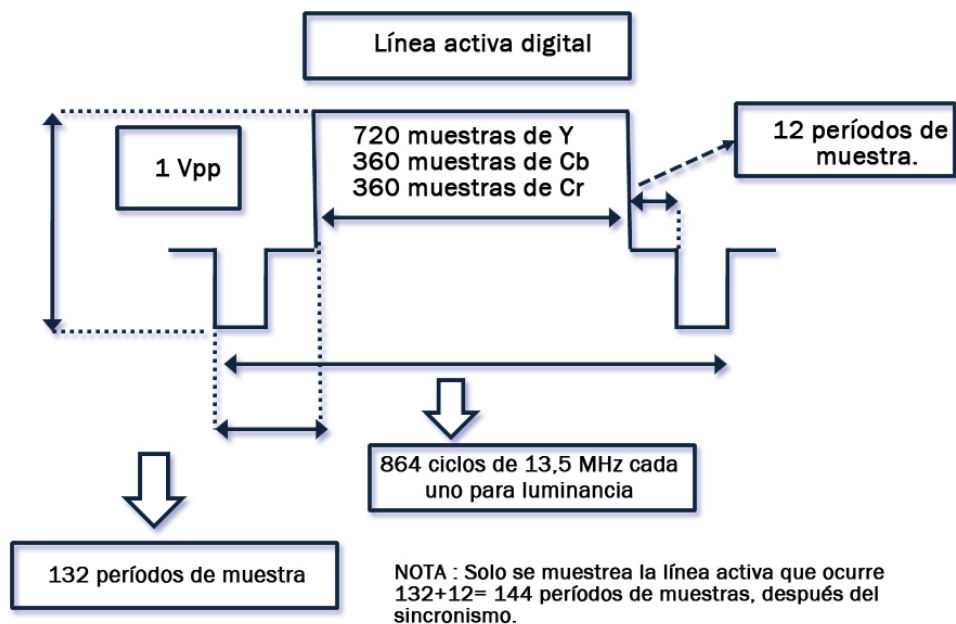 Línea activa digital
1 Vpp
720 muestras de Y
360 muestras de Cb
360 muestras de Cr
12 períodos de
muestra.
864 ciclos de 13,5 MHz cada
uno para luminancia
132 períodos de muestra
NOTA : Solo se muestrea la línea activa que ocurre
132+12= 144 períodos de muestras, después del
sincronismo.